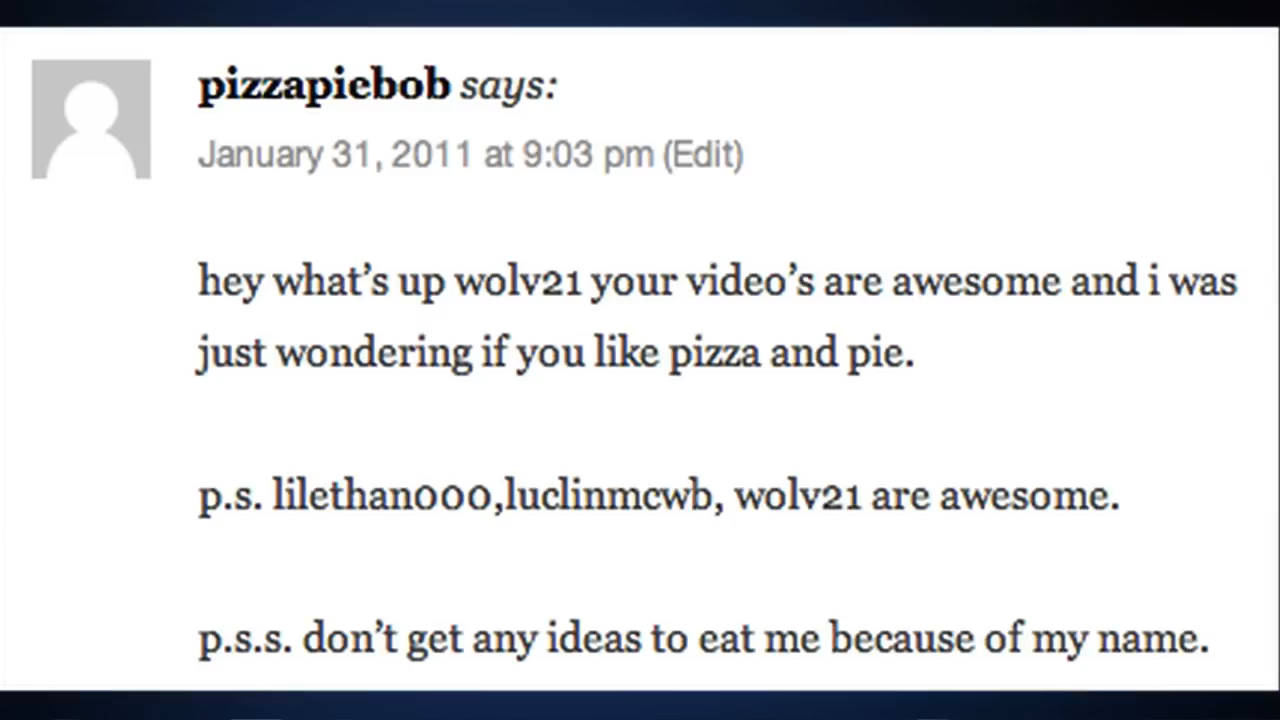 pizzapiebob says:
January 31, 2011 at 9:03 pm (Edit)
hey what's up wolv21 your video's are awesome and i was
just wondering if you like pizza and pie.
p.s. lilethan000,luclinmcwb, wolv21 are awesome.
p.s.s. don't get any ideas to eat me because of my name.